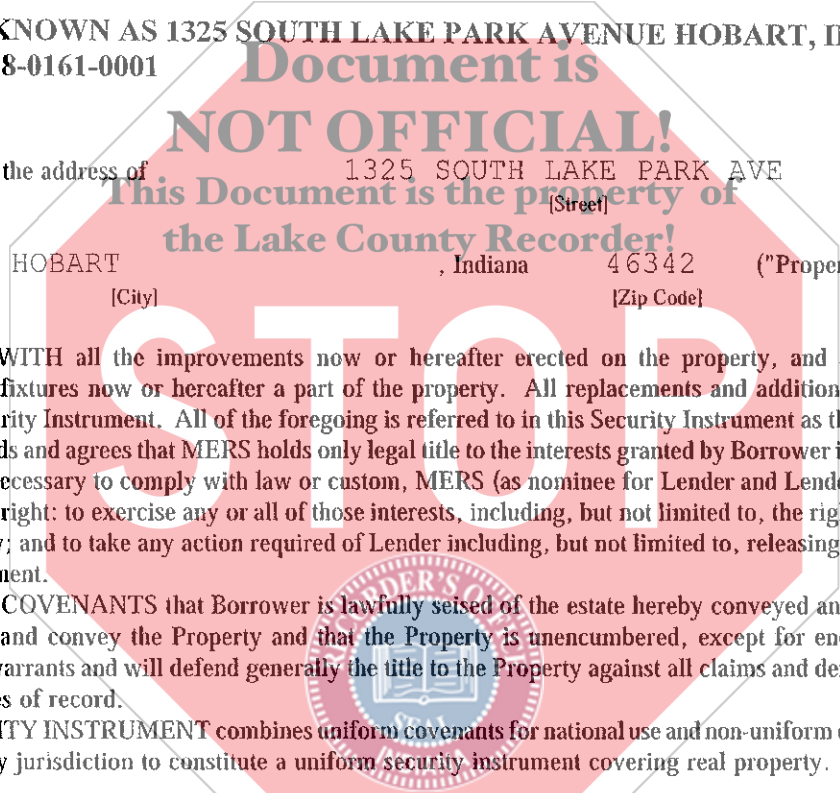 KNOWN AS 1325 SOUTH LAKE PARK AVENUE HOBART,
8-0161-0001
Document is
NOT OFFICIAL!
the address of 1325 SOUTH LAKE PARK AVE
This Document is the property of
[Street]
the Lake County Recorder!
HOBART , Indiana 46342 ("Proper
[City] [Zip Code]
STOP
WITH all the improvements now or hereafter erected on the property, and
fixtures now or hereafter a part of the property. All replacements and addition
rity Instrument. All of the foregoing is referred to in this Security Instrument as th
ds and agrees that MERS holds only legal title to the interests granted by Borrower i
ecessary to comply with law or custom, MERS (as nominee for Lender and Lende
right: to exercise any or all of those interests, including, but not limited to, the rig
; and to take any action required of Lender including, but not limited to, releasing
ment.
COVENANTS that Borrower is lawfully seised of the estate hereby conveyed an
and convey the Property and that the Property is unencumbered, except for en
warrants and will defend generally the title to the Property against all claims and de
es of record.
ITY INSTRUMENT combines uniform covenants for national use and non-uniform
y jurisdiction to constitute a uniform security instrument covering real property.
RECORDER'S OFFICE
SEAL
INDIANA